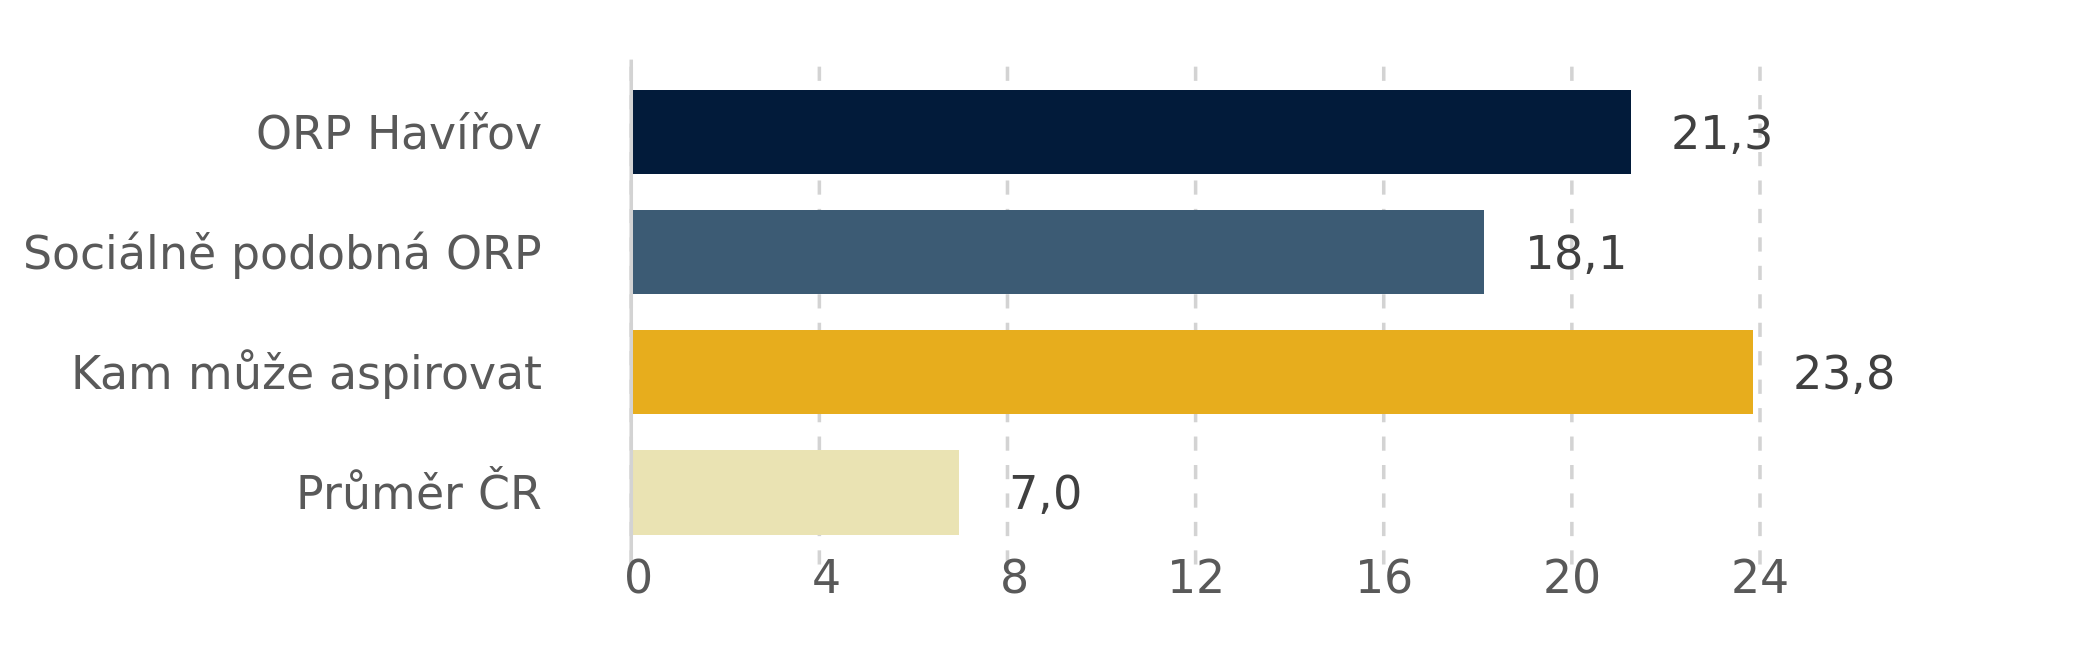 ORP Havířov 21,3
Sociálně podobná ORP 18,1
Kam může aspirovat 23,8
Průměr ČR 7,0
0 4 8 12 16 20 24